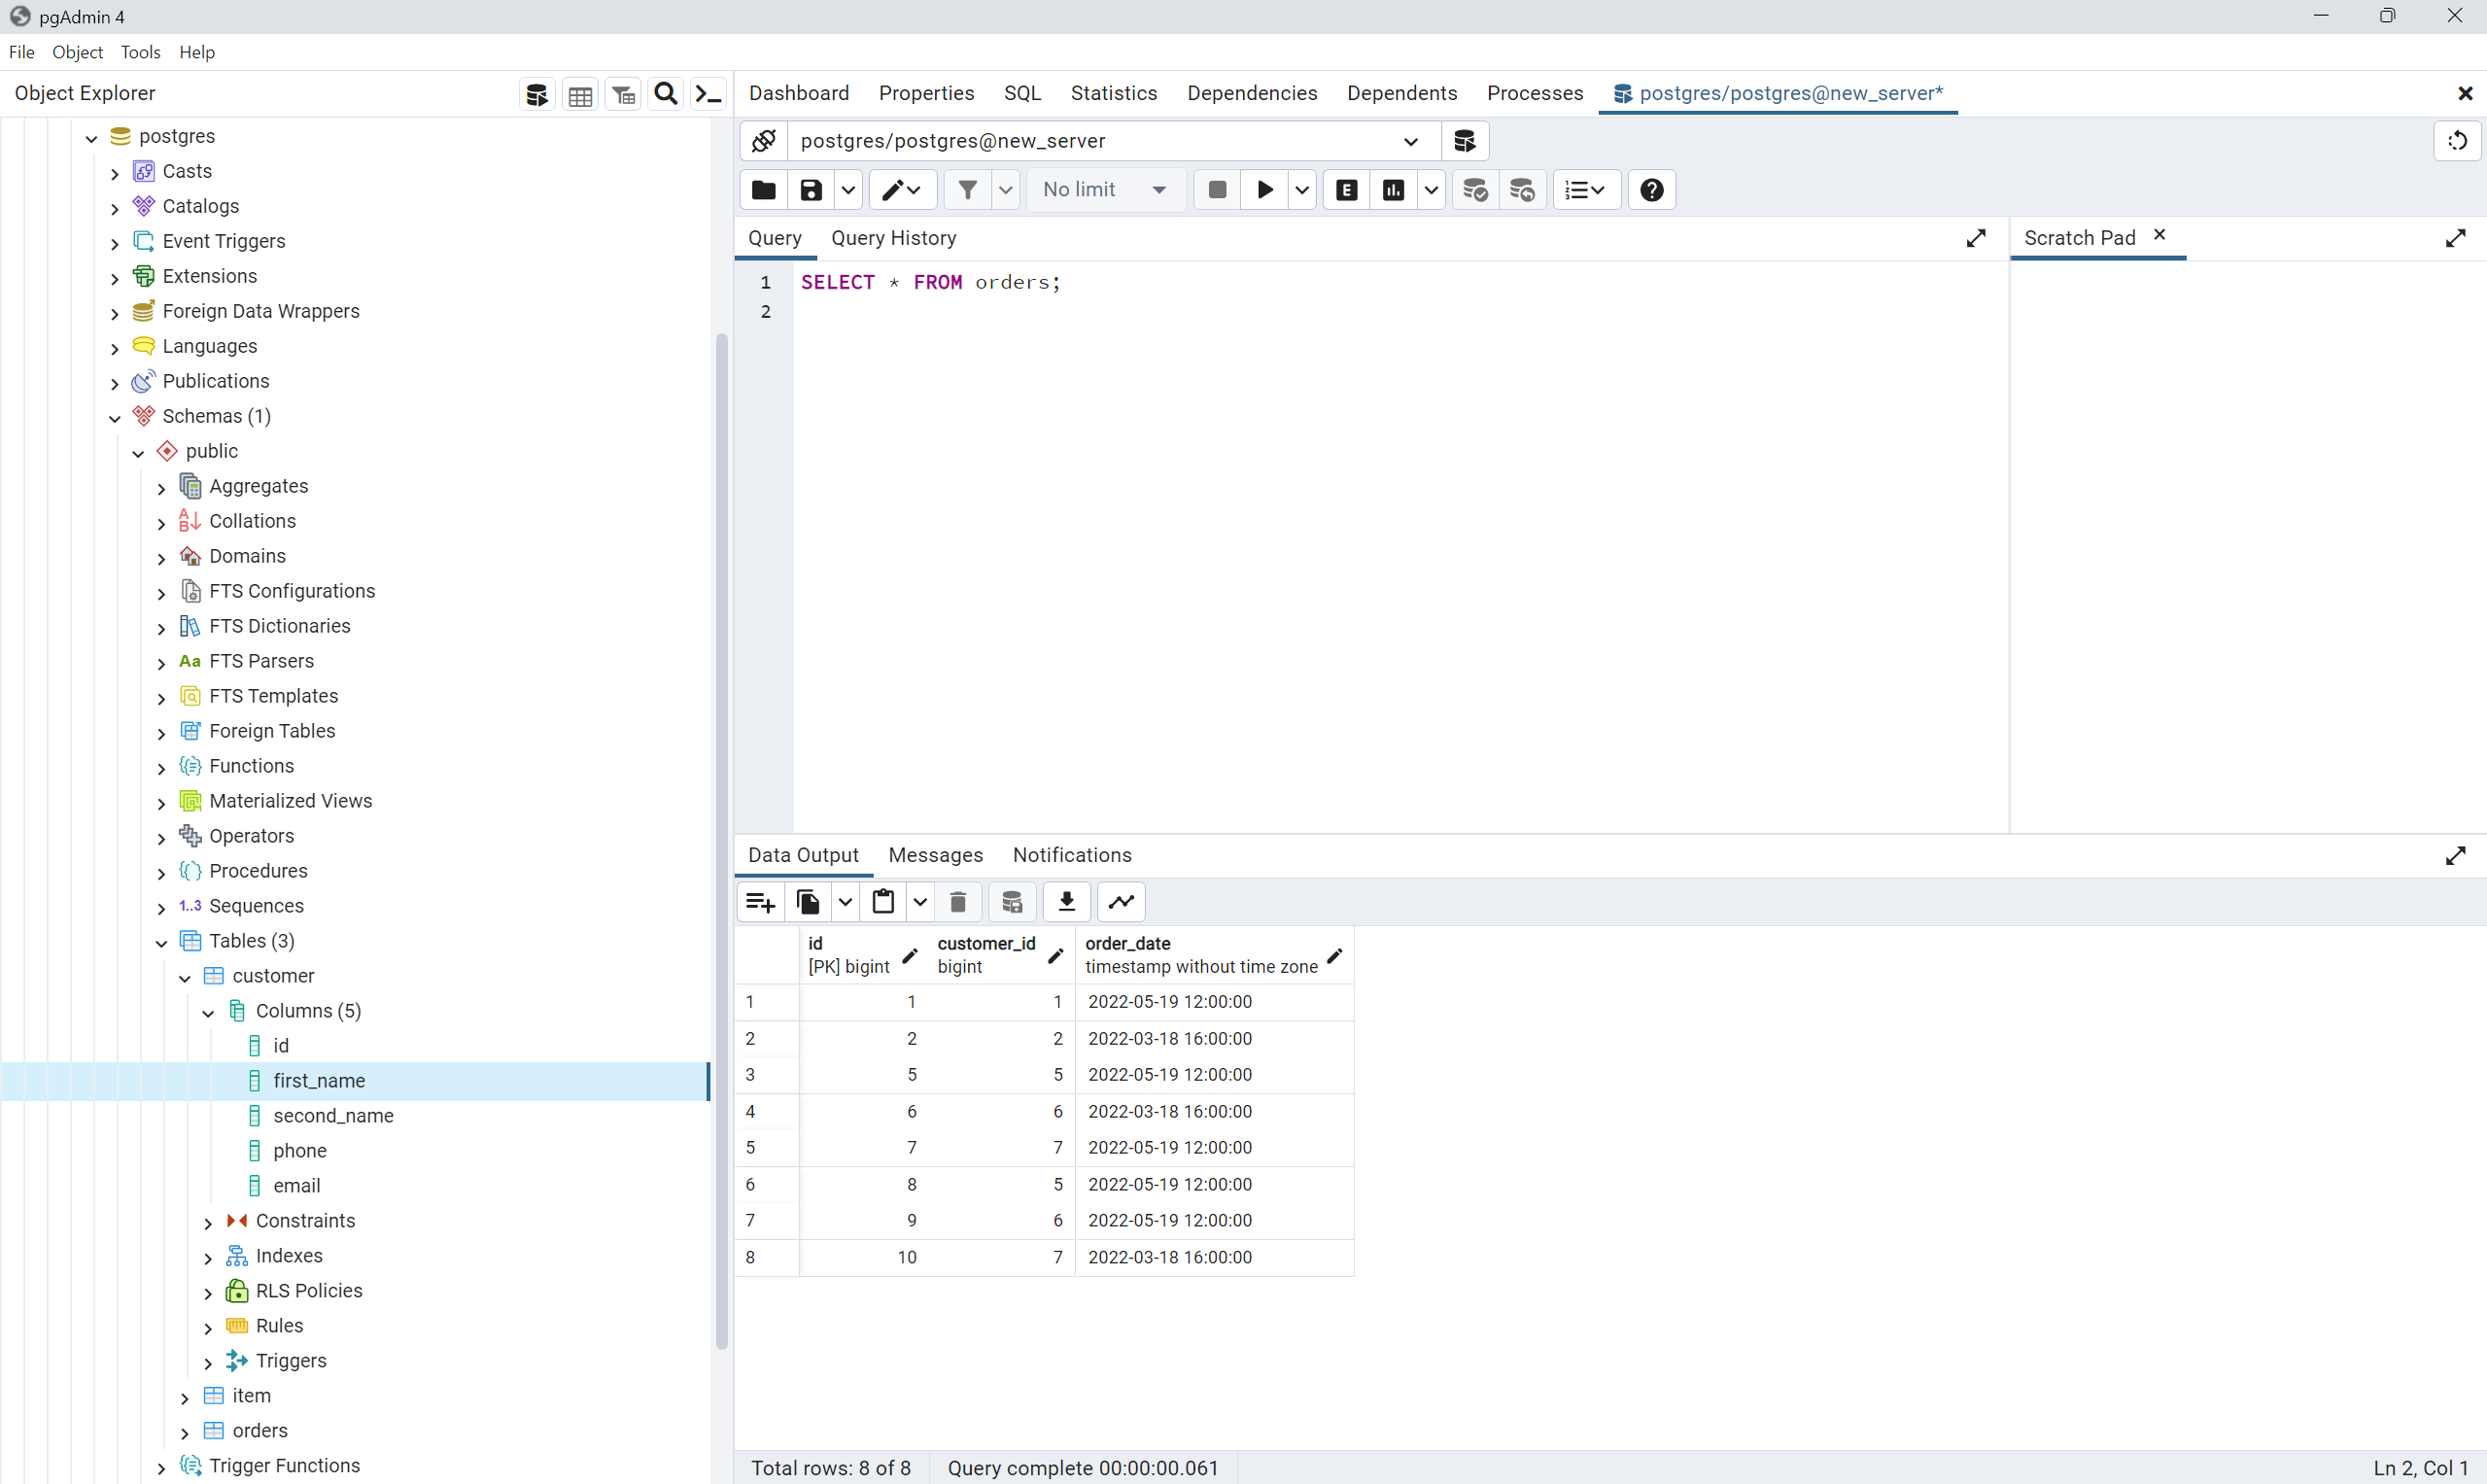 pgAdmin 4
File Object Tools Help
Object Explorer
postgres
Casts
Catalogs
Event Triggers
Extensions
Foreign Data Wrappers
Languages
Publications
Schemas (1)
public
Aggregates
Collations
Domains
FTS Configurations
FTS Dictionaries
Aa FTS Parsers
FTS Templates
Foreign Tables
Functions
Materialized Views
Operators
Procedures
1..3 Sequences
Tables (3)
customer
Columns (5)
id
first_name
second_name
phone
email
Constraints
Indexes
RLS Policies
Rules
Triggers
item
orders
Trigger Functions
Dashboard Properties SQL Statistics Dependencies Dependents Processes postgres/postgres@new_server*
postgres/postgres@new_server
No limit E
Query Query History
1 SELECT * FROM orders;
2
Scratch Pad
Data Output Messages Notifications
id customer_id order_date
[PK] bigint bigint timestamp without time zone
1 1 1 2022-05-19 12:00:00
2 2 2 2022-03-18 16:00:00
3 5 5 2022-05-19 12:00:00
4 6 6 2022-03-18 16:00:00
5 7 7 2022-05-19 12:00:00
6 8 5 2022-05-19 12:00:00
7 9 6 2022-05-19 12:00:00
8 10 7 2022-03-18 16:00:00
Total rows: 8 of 8 Query complete 00:00:00.061 Ln 2, Col 1